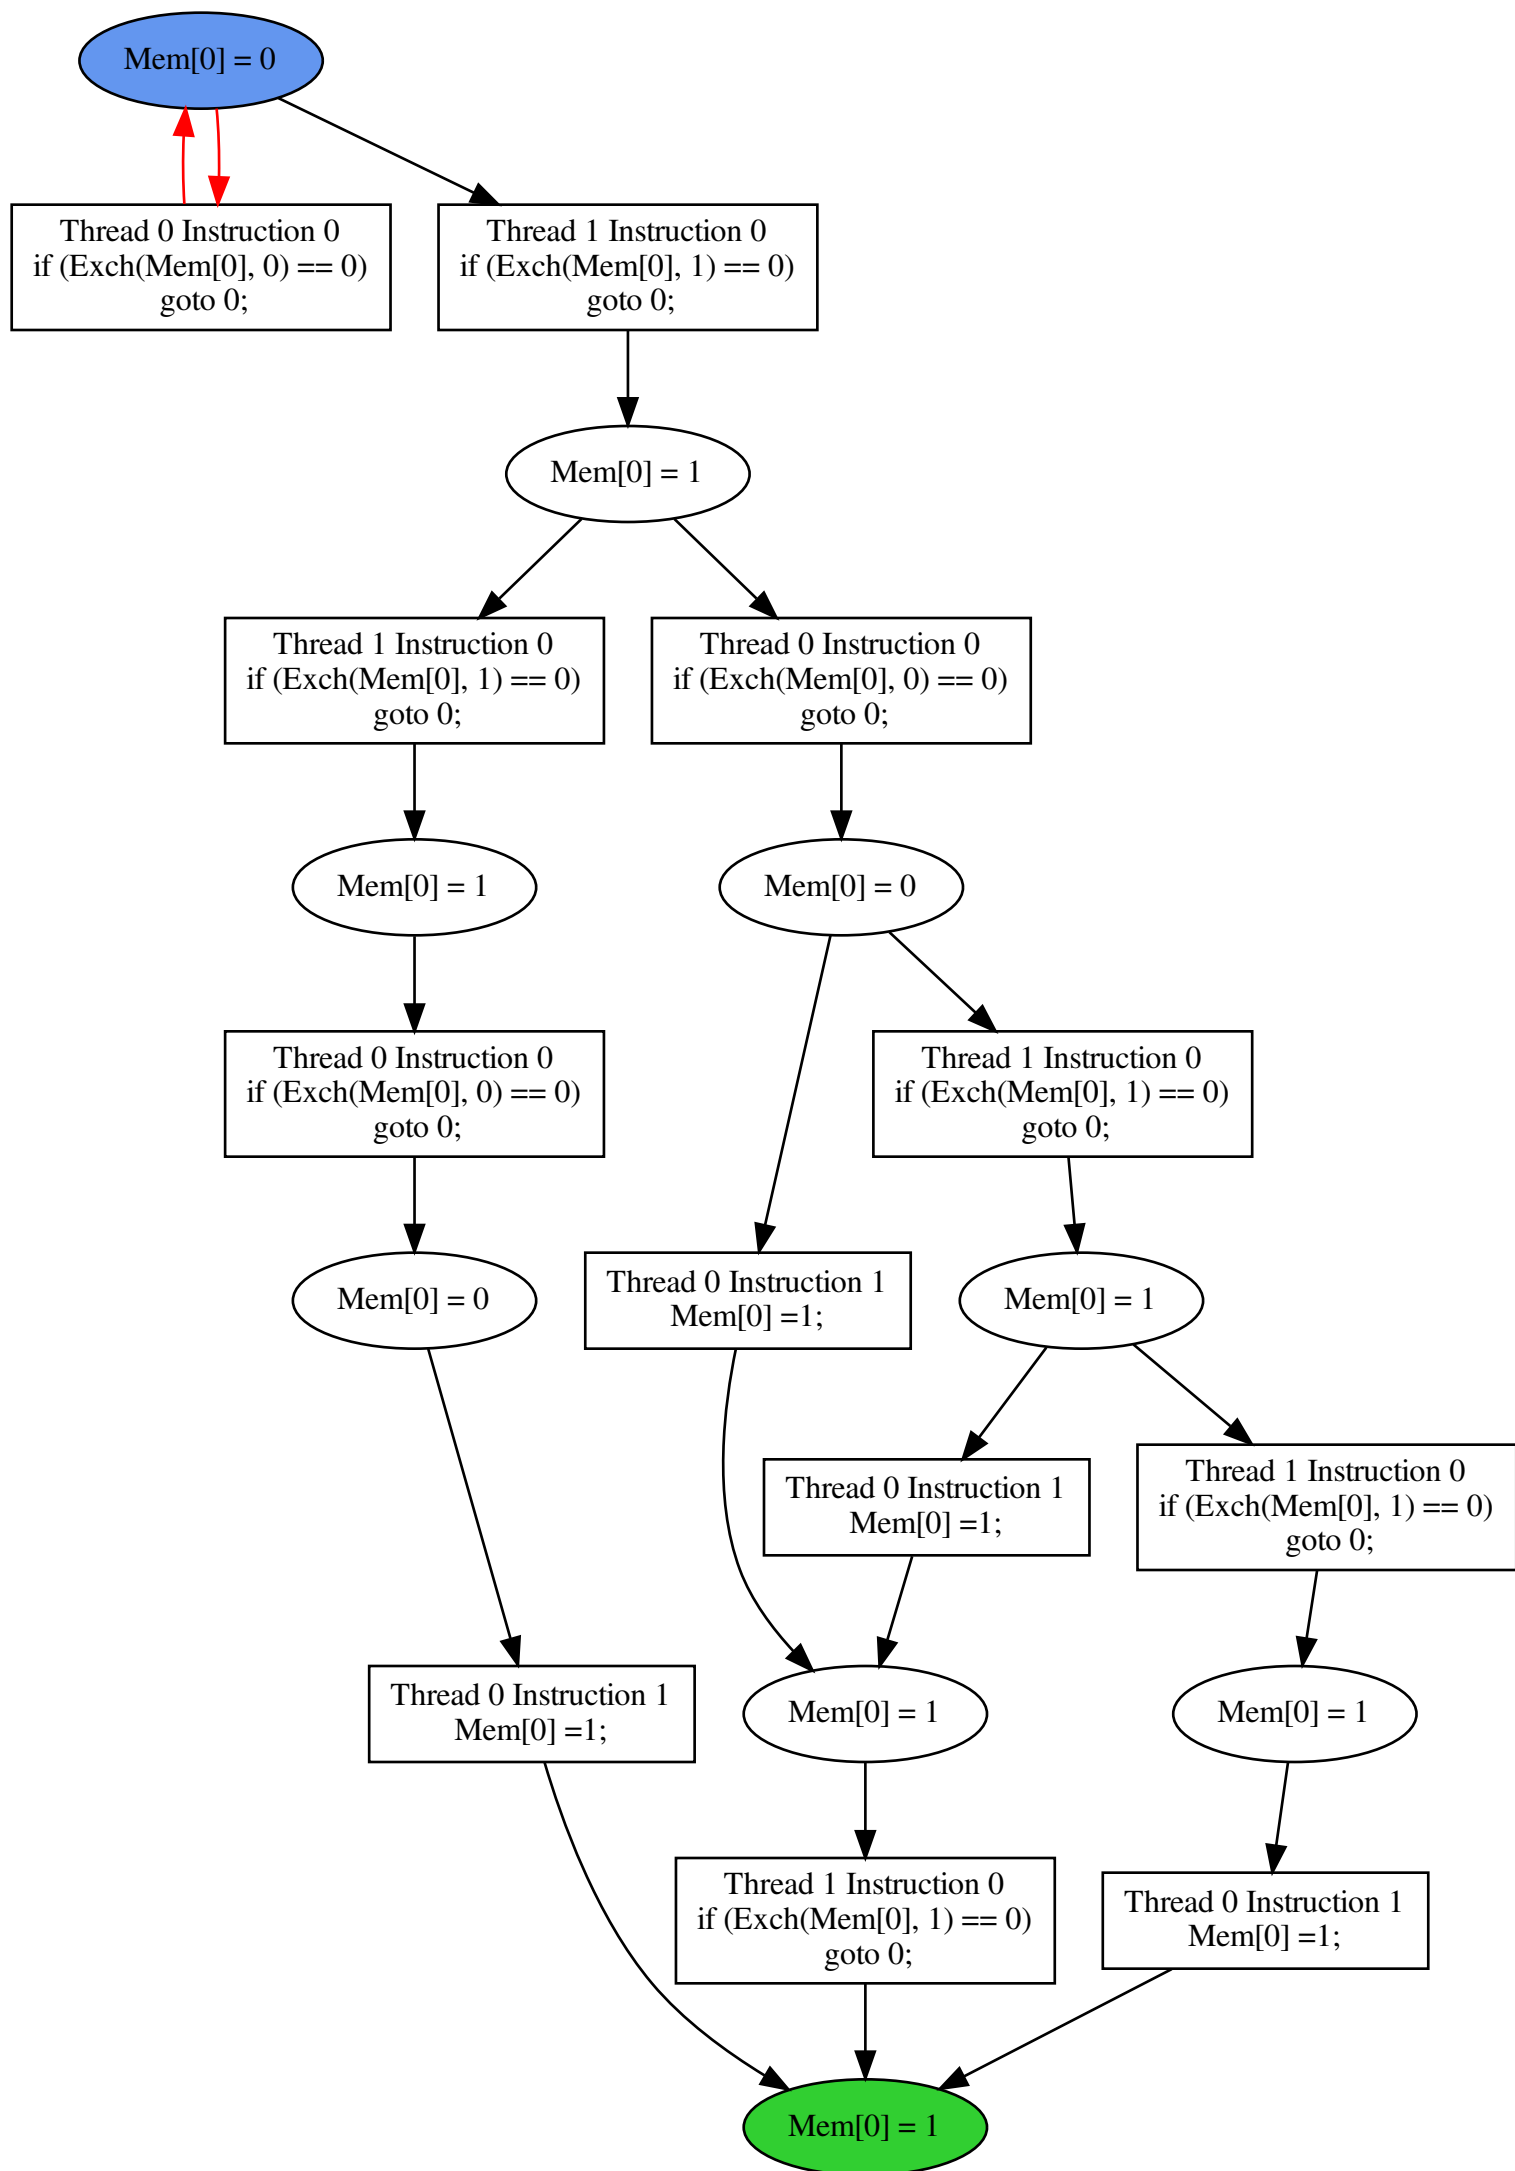 Mem[0] = 0
Thread 0 Instruction 0
if (Exch(Mem[0], 0) == 0)
goto 0;
Thread 1 Instruction 0
if (Exch(Mem[0], 1) == 0)
goto 0;
Mem[0] = 1
Thread 1 Instruction 0
if (Exch(Mem[0], 1) == 0)
goto 0;
Thread 0 Instruction 0
if (Exch(Mem[0], 0) == 0)
goto 0;
Mem[0] = 1
Mem[0] = 0
Thread 0 Instruction 0
if (Exch(Mem[0], 0) == 0)
goto 0;
Thread 1 Instruction 0
if (Exch(Mem[0], 1) == 0)
goto 0;
Mem[0] = 0
Thread 0 Instruction 1
Mem[0] =1;
Mem[0] = 1
Thread 0 Instruction 1
Mem[0] =1;
Thread 1 Instruction 0
if (Exch(Mem[0], 1) == 0)
goto 0;
Thread 0 Instruction 1
Mem[0] =1;
Mem[0] = 1
Mem[0] = 1
Thread 1 Instruction 0
if (Exch(Mem[0], 1) == 0)
goto 0;
Thread 0 Instruction 1
Mem[0] =1;
Mem[0] = 1